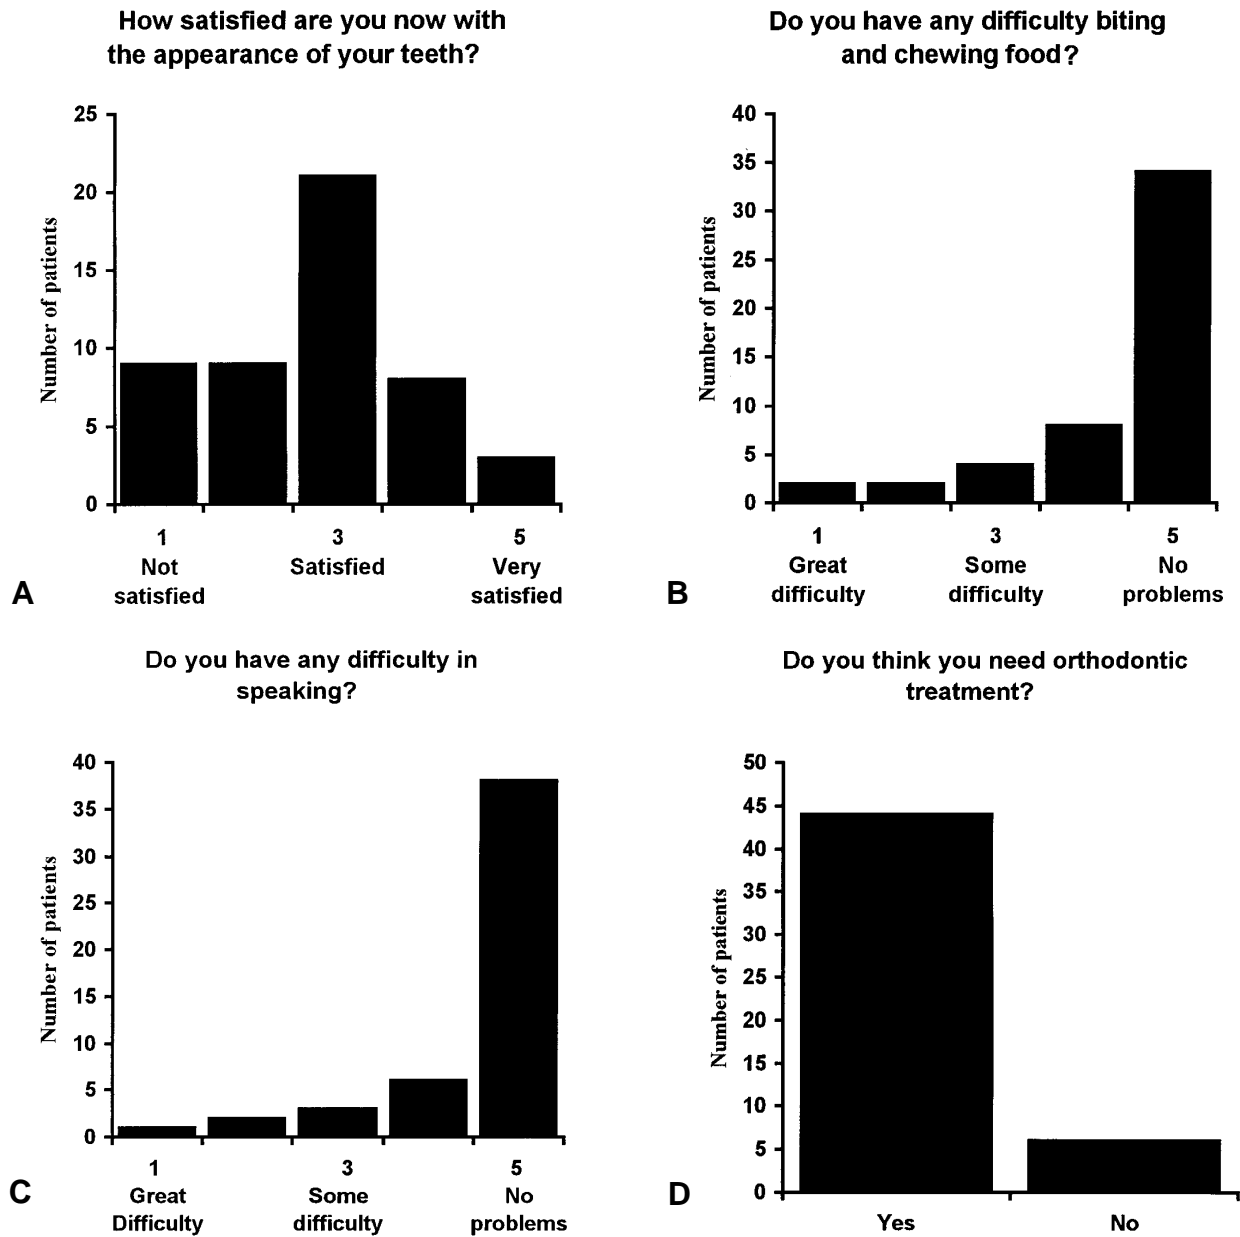 How satisfied are you now with
the appearance of your teeth?
25
20
15
10
5
0
Number of patients
1
3
5
Not
satisfied
Satisfied
Very
satisfied
A
Do you have any difficulty biting
and chewing food?
40
35
30
25
20
15
10
5
0
Number of patients
1
3
5
Great
difficulty
Some
difficulty
No
problems
B
Do you have any difficulty in
speaking?
40
35
30
25
20
15
10
5
0
Number of patients
1
3
5
Great
Difficulty
Some
difficulty
No
problems
C
Do you think you need orthodontic
treatment?
50
45
40
35
30
25
20
15
10
5
0
Number of patients
Yes
No
D